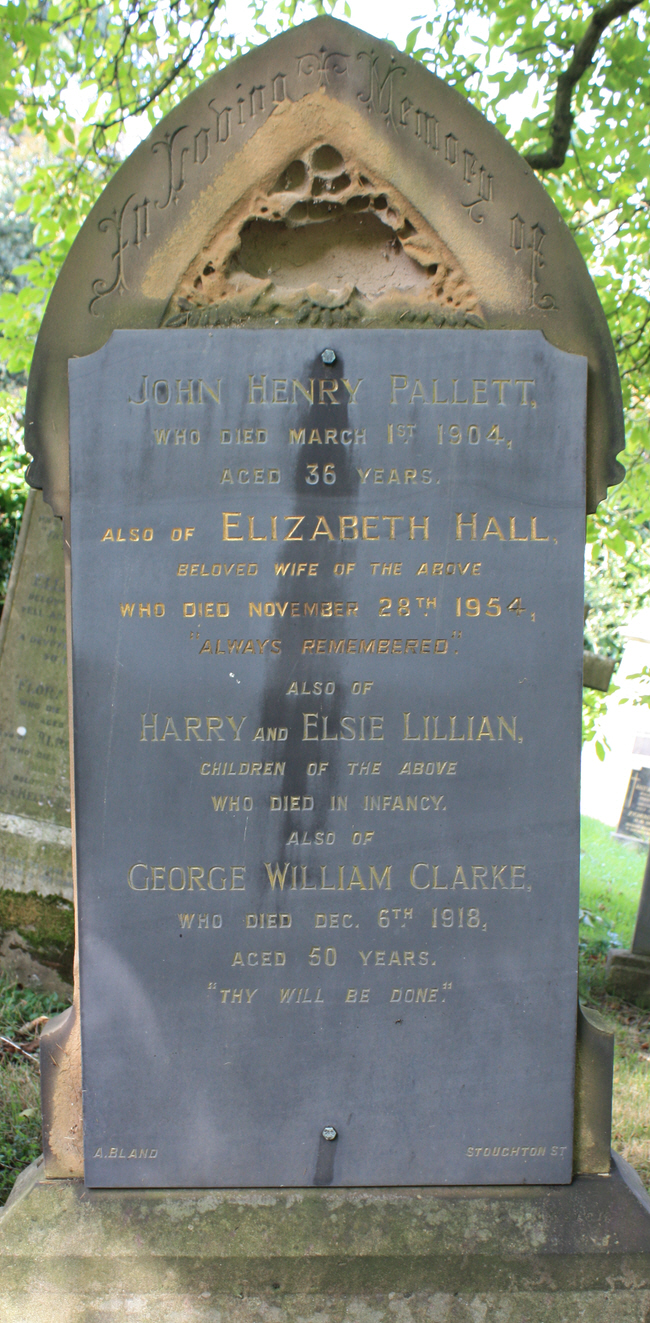 In Loving Memory of
JOHN HENRY PALLETT,
WHO DIED MARCH 1ST 1904,
AGED 36 YEARS.
ALSO OF ELIZABETH HALL,
BELOVED WIFE OF THE ABOVE
WHO DIED NOVEMBER 28TH 1954,
"ALWAYS REMEMBERED".
ALSO OF
HARRY AND ELSIE LILLIAN,
CHILDREN OF THE ABOVE
WHO DIED IN INFANCY.
ALSO OF
GEORGE WILLIAM CLARKE,
WHO DIED DEC. 6TH 1918,
AGED 50 YEARS.
"THY WILL BE DONE."
A. BLAND
STOUGHTON ST